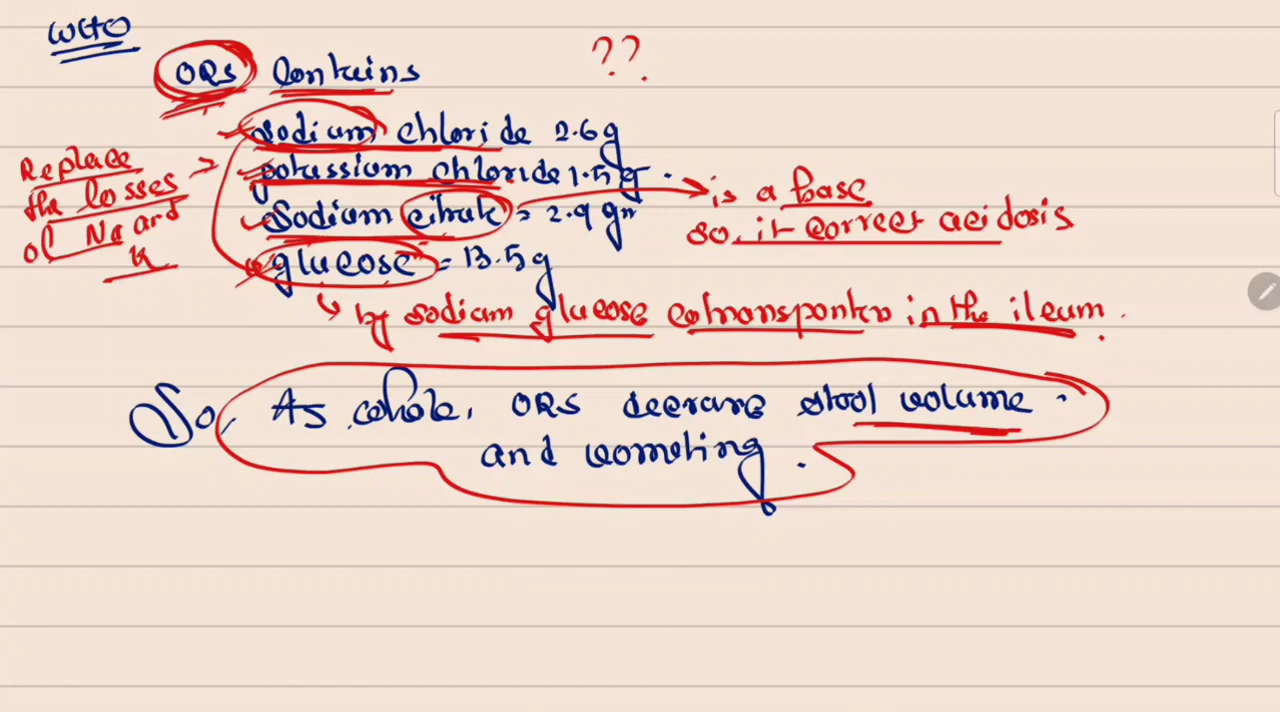 WHO
??
ORS Contains
sodium chloride 2.6g
potassium chloride 1.5g.
Replace the losses of Na and K
Sodium citrate = 2.9 gm
is a base
so, it correct acidosis
glucose = 13.5g
by sodium glucose cotransporter in the ileum.
So, As whole, ORS decrease stool volume.
and vometing.